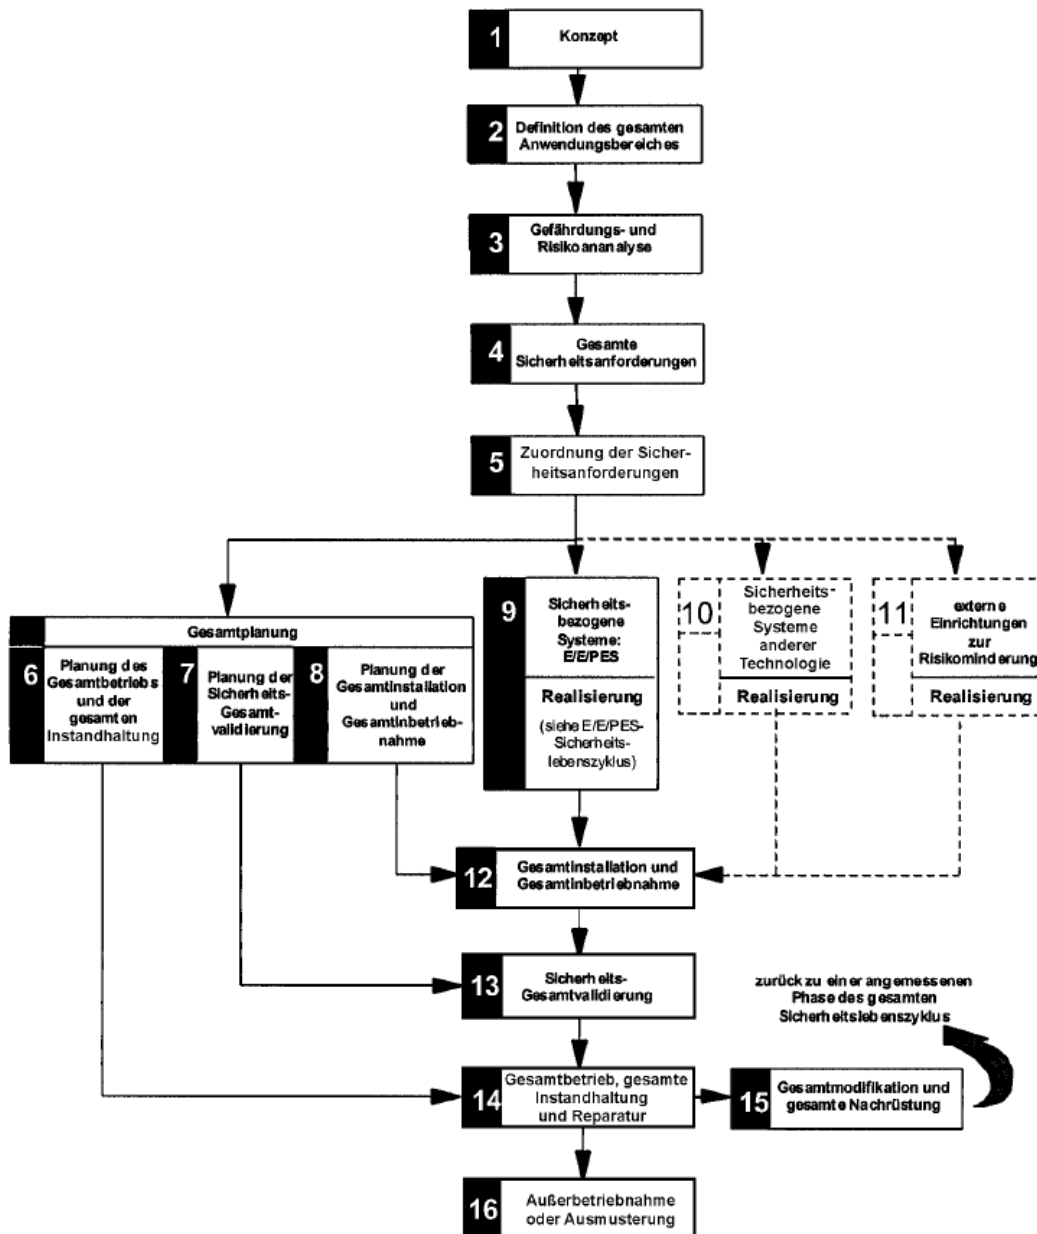 1
Konzept
2
Definition des gesamten
Anwendungsbereiches
3
Gefährdungs- und
Risikoananalyse
4
Gesamte
Sicherheitsanforderungen
5
Zuordnung der Sicher-
heitsanforderungen
Gesamtplanung
6
Planung des
Gesamtbetriebs
und der
gesamten
Instandhaltung
7
Planung der
Sicherheits-
Gesamt-
validierung
8
Planung der
Gesamtinstallation
und
Gesamtinbetrieb-
nahme
9
Sicherheits-
bezogene
Systeme:
E/E/PES
Realisierung
(siehe E/E/PES-
Sicherheits-
lebenszyklus)
10
Sicherheits-
bezogene
Systeme
anderer
Technologie
Realisierung
11
externe
Einrichtungen
zur
Risikominderung
Realisierung
12
Gesamtinstallation und
Gesamtinbetriebnahme
13
Sicherheits-
Gesamtvalidierung
zurück zu einer angemessenen
Phase des gesamten
Sicherheitslebenszyklus
14
Gesamtbetrieb, gesamte
Instandhaltung
und Reparatur
15
Gesamtmodifikation und
gesamte Nachrüstung
16
Außerbetriebnahme
oder Ausmusterung